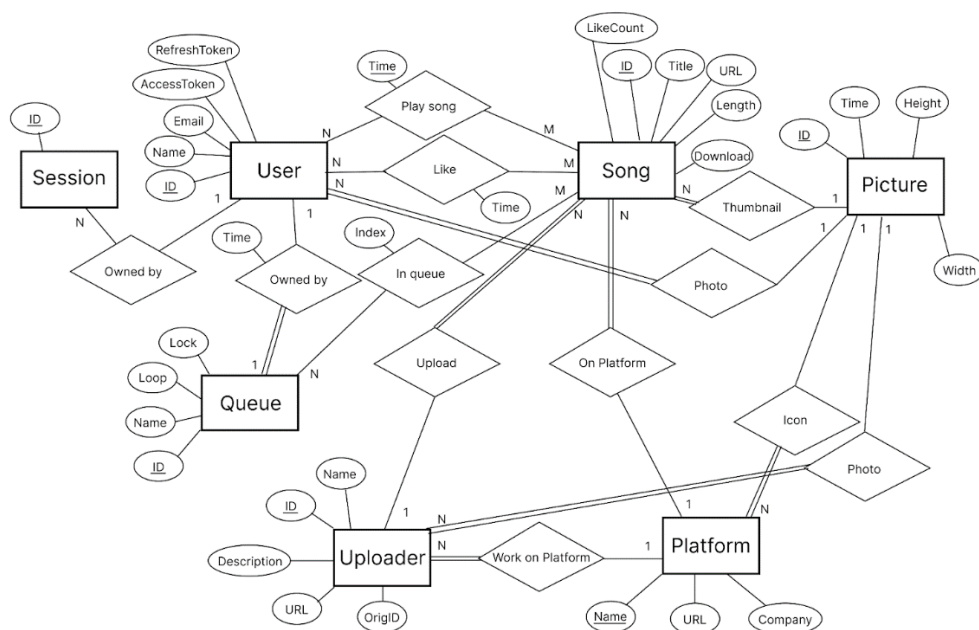 LikeCount
RefreshToken
Time
ID
Title
URL
AccessToken
Play song
Length
Time
Height
ID
Email
N
M
ID
Name
N
M
Download
Session
User
Like
Song
N
Thumbnail
1
Picture
ID
N
Time
N
1
1
M
N
N
1
1
1
Time
Index
Owned by
Owned by
In queue
Photo
Width
Lock
1
N
Upload
On Platform
Loop
Queue
Name
Icon
ID
Name
Photo
ID
1
N
1
N
Description
Uploader
N
Work on Platform
1
Platform
URL
OrigID
Name
URL
Company